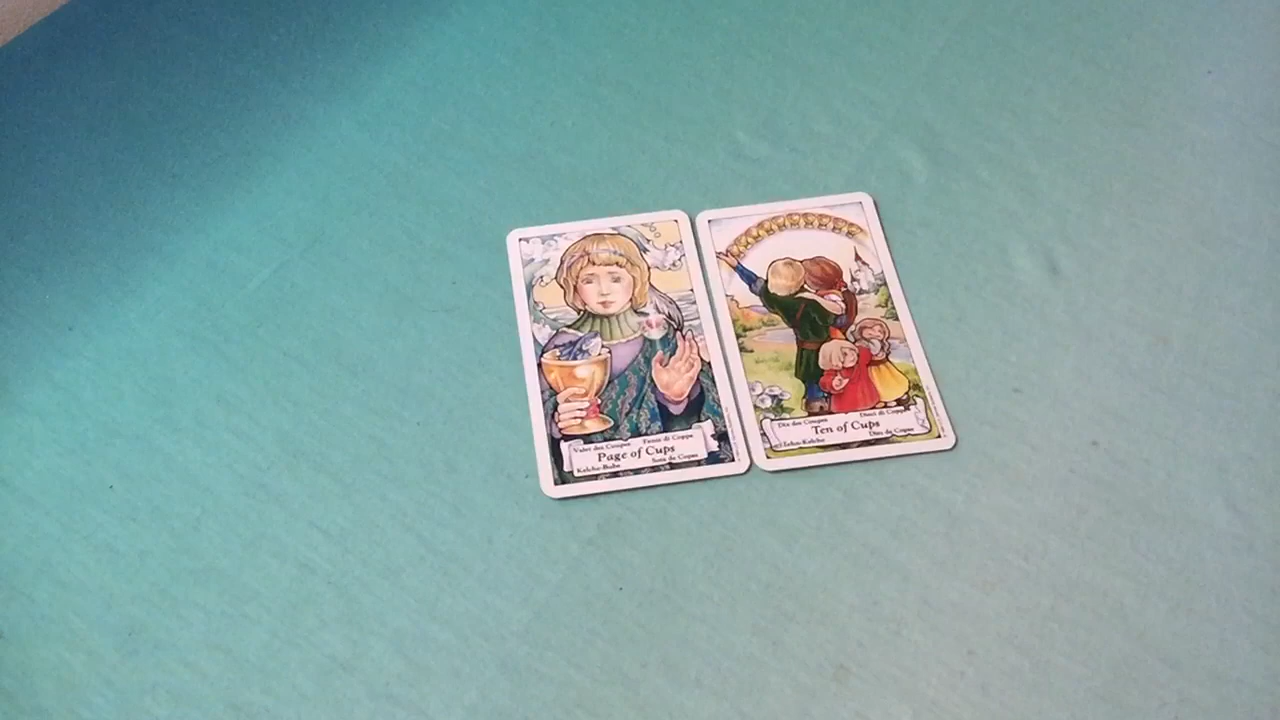 Valet des Coupes Fante di Coppe
Page of Cups
Kelche-Bube Sota de Copas
Dix des Coupes Dieci di Coppe
Ten of Cups
Zehn-Kelche Diez de Copas